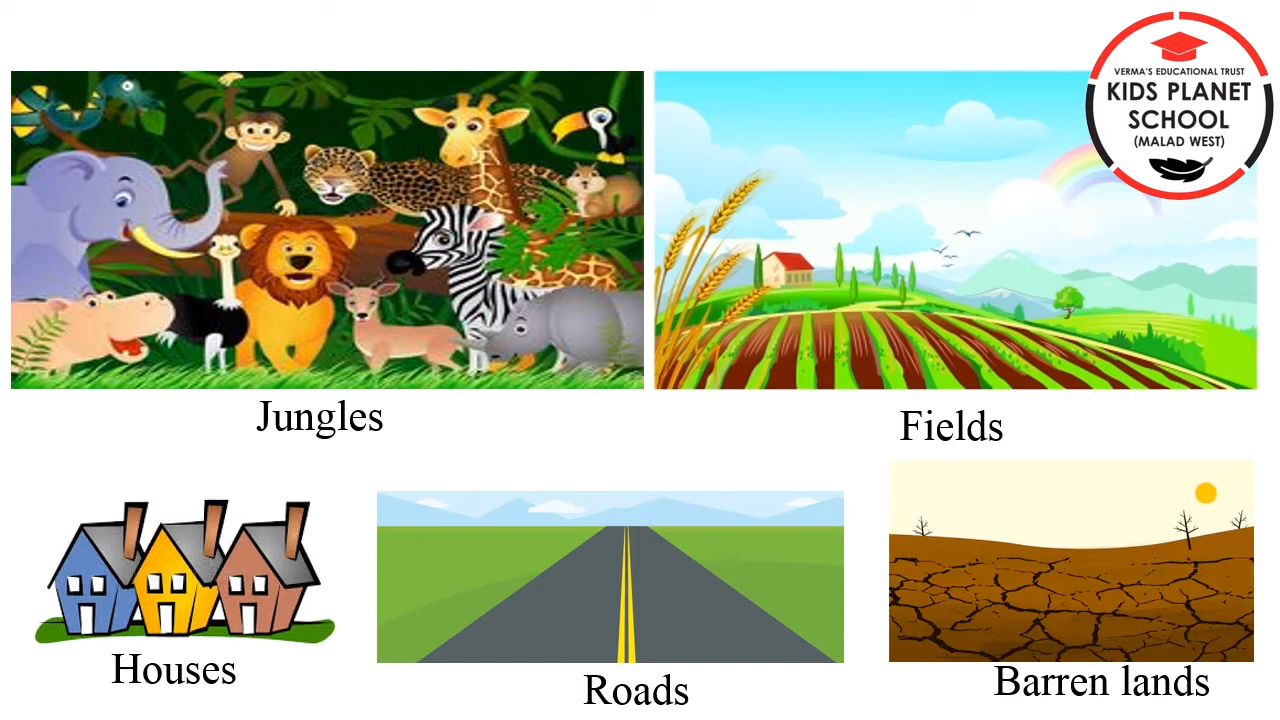 VERMA'S EDUCATIONAL TRUST
KIDS PLANET
SCHOOL
(MALAD WEST)
Jungles
Fields
Houses
Roads
Barren lands